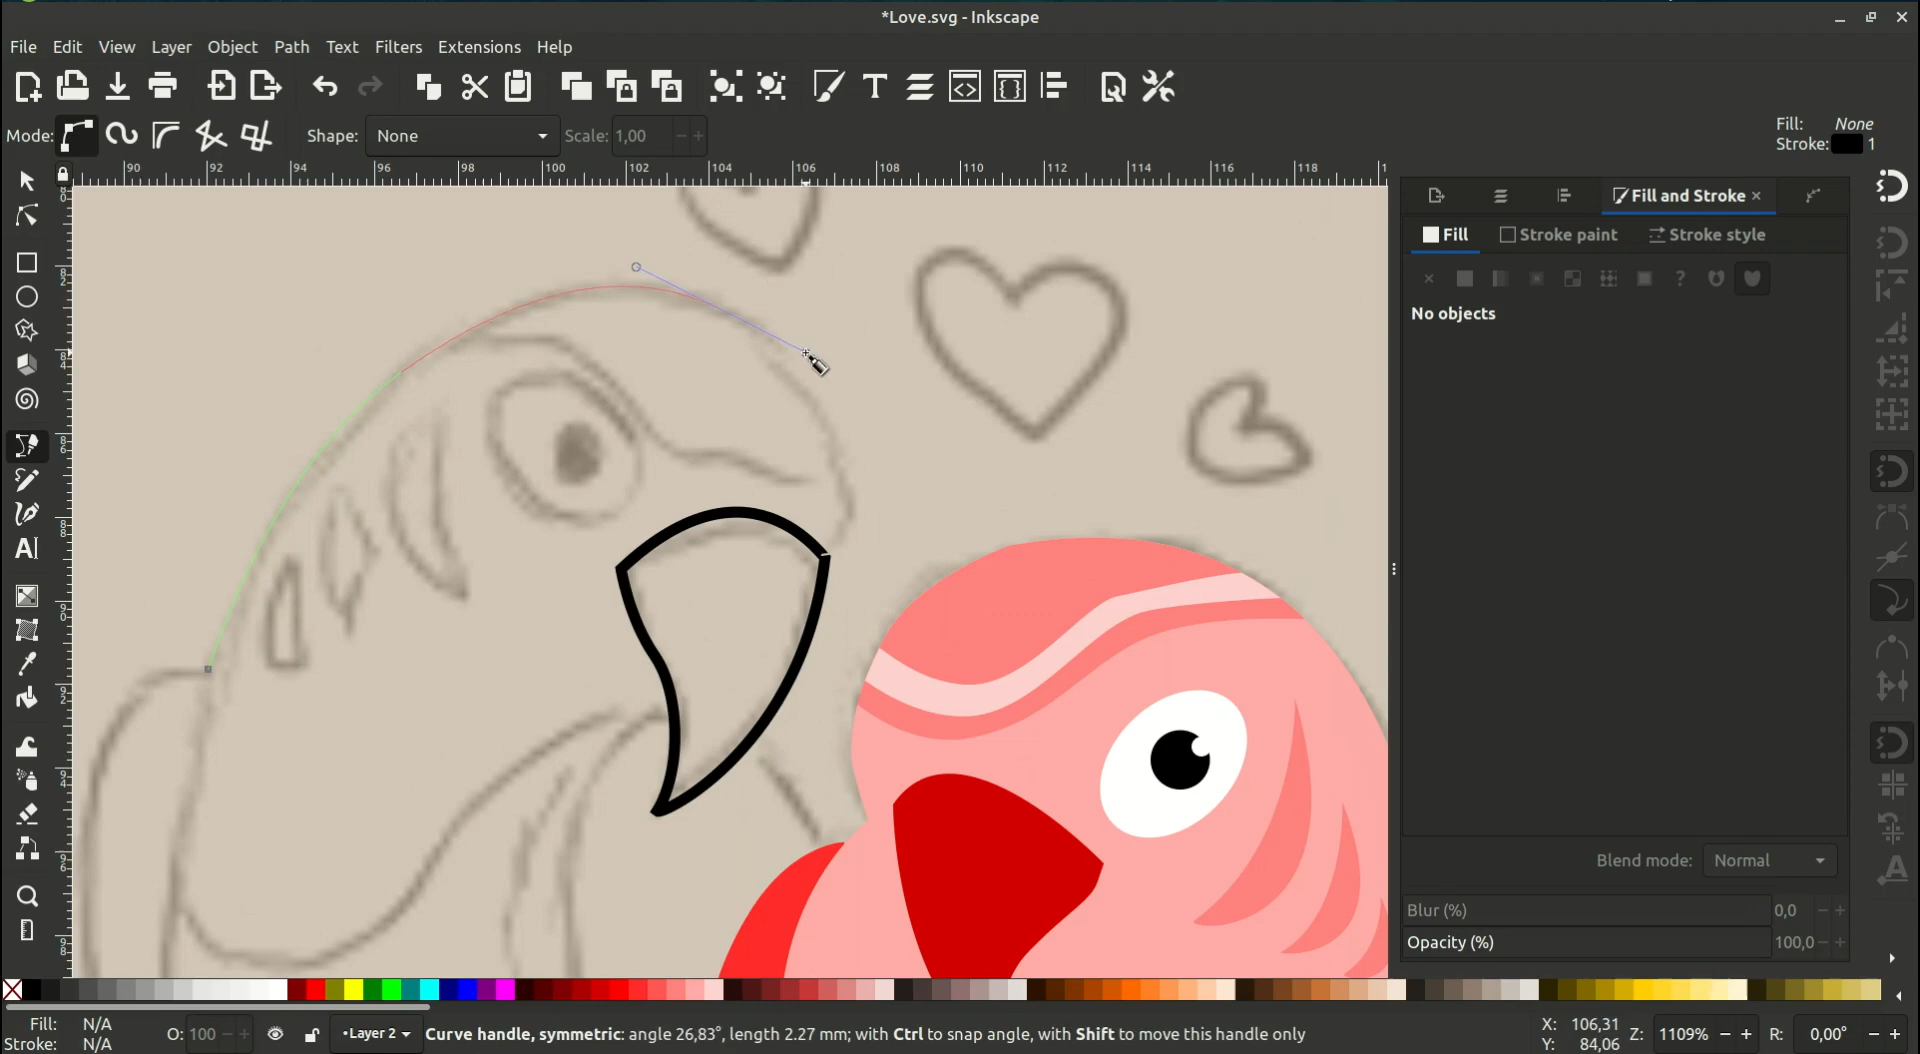 *Love.svg - Inkscape
File Edit View Layer Object Path Text Filters Extensions Help
Mode: Shape: None Scale: 1,00
Fill: None
Stroke: 1
90 92 94 96 98 100 102 104 106 108 110 112 114 116 118 1
Fill and Stroke
Fill Stroke paint Stroke style
No objects
Blend mode: Normal
Blur (%) 0,0
Opacity (%) 100,0
Fill: N/A
Stroke: N/A
O: 100
•Layer 2
Curve handle, symmetric: angle 26,83°, length 2.27 mm; with Ctrl to snap angle, with Shift to move this handle only
X: 106,31
Y: 84,06
Z: 1109%
R: 0,00°